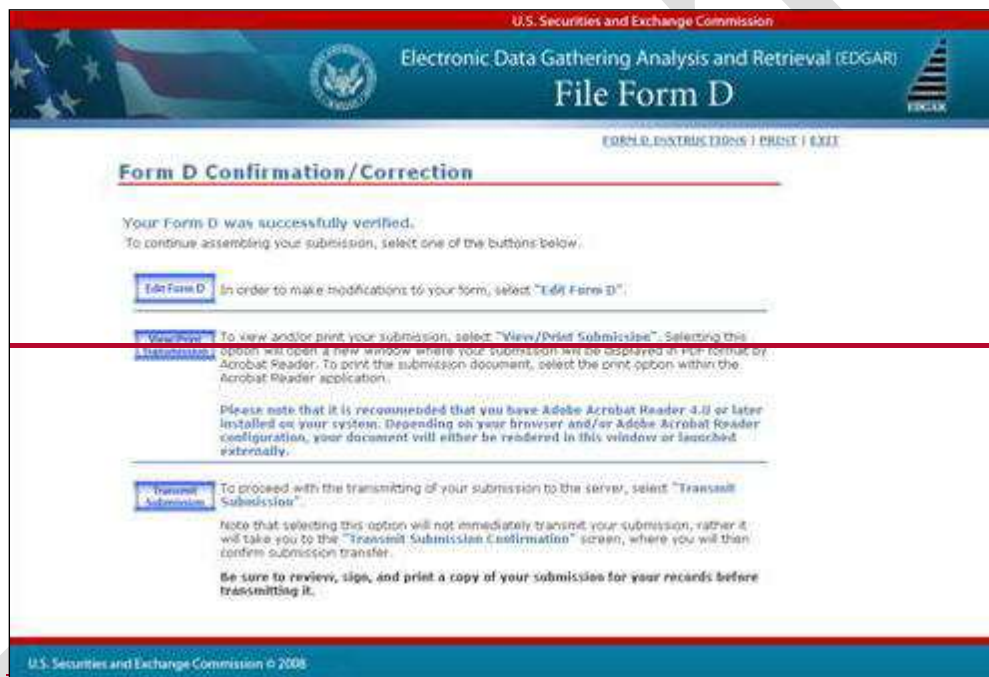 U.S. Securities and Exchange Commission
Electronic Data Gathering Analysis and Retrieval (EDGAR)
File Form D
EDGAR
FORM D INSTRUCTIONS | PRINT | EXIT
Form D Confirmation/Correction
Your Form D was successfully verified.
To continue assembling your submission, select one of the buttons below.
Edit Form D
In order to make modifications to your form, select "Edit Form D".
View/Print
To view and/or print your submission, select "View/Print Submission". Selecting this
option will open a new window where your submission will be displayed in PDF format by
Acrobat Reader. To print the submission document, select the print option within the
Acrobat Reader application.
Please note that it is recommended that you have Adobe Acrobat Reader 4.0 or later
installed on your system. Depending on your browser and/or Adobe Acrobat Reader
configuration, your document will either be rendered in this window or launched
externally.
Transmit
Submission
To proceed with the transmitting of your submission to the server, select "Transmit
Submission".
Note that selecting this option will not immediately transmit your submission, rather it
will take you to the "Transmit Submission Confirmation" screen, where you will then
confirm submission transfer.
Be sure to review, sign, and print a copy of your submission for your records before
transmitting it.
U.S. Securities and Exchange Commission © 2008